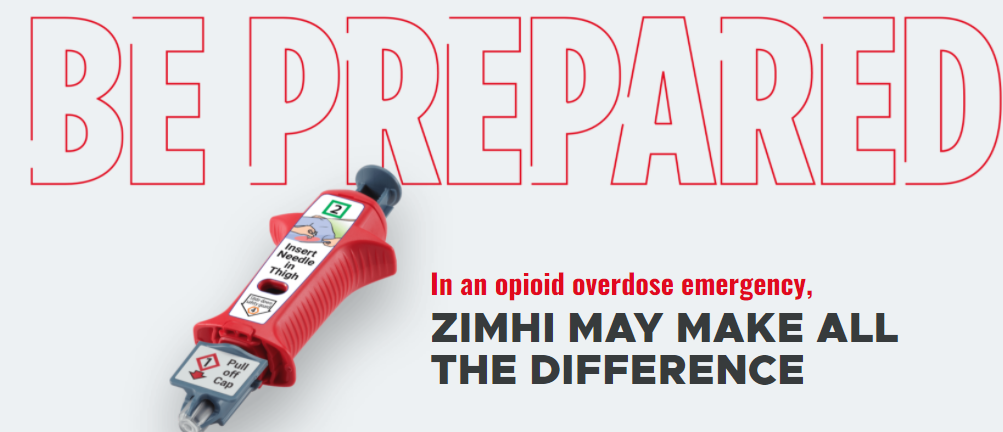 BE PREPARED
2
Insert
Needle
in
Thigh
1
Pull
off
Cap
In an opioid overdose emergency,
ZIMHI MAY MAKE ALL
THE DIFFERENCE